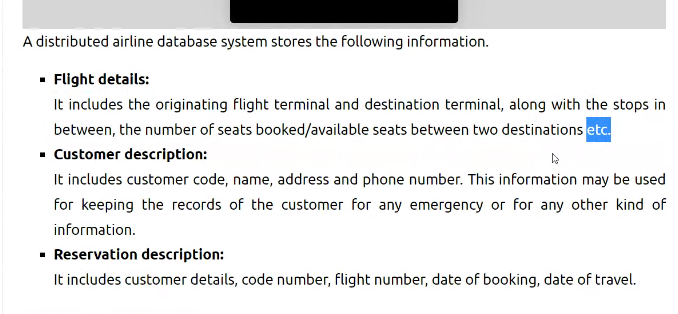 A distributed airline database system stores the following information.
▪ Flight details:
It includes the originating flight terminal and destination terminal, along with the stops in
between, the number of seats booked/available seats between two destinations etc.
▪ Customer description:
It includes customer code, name, address and phone number. This information may be used
for keeping the records of the customer for any emergency or for any other kind of
information.
▪ Reservation description:
It includes customer details, code number, flight number, date of booking, date of travel.